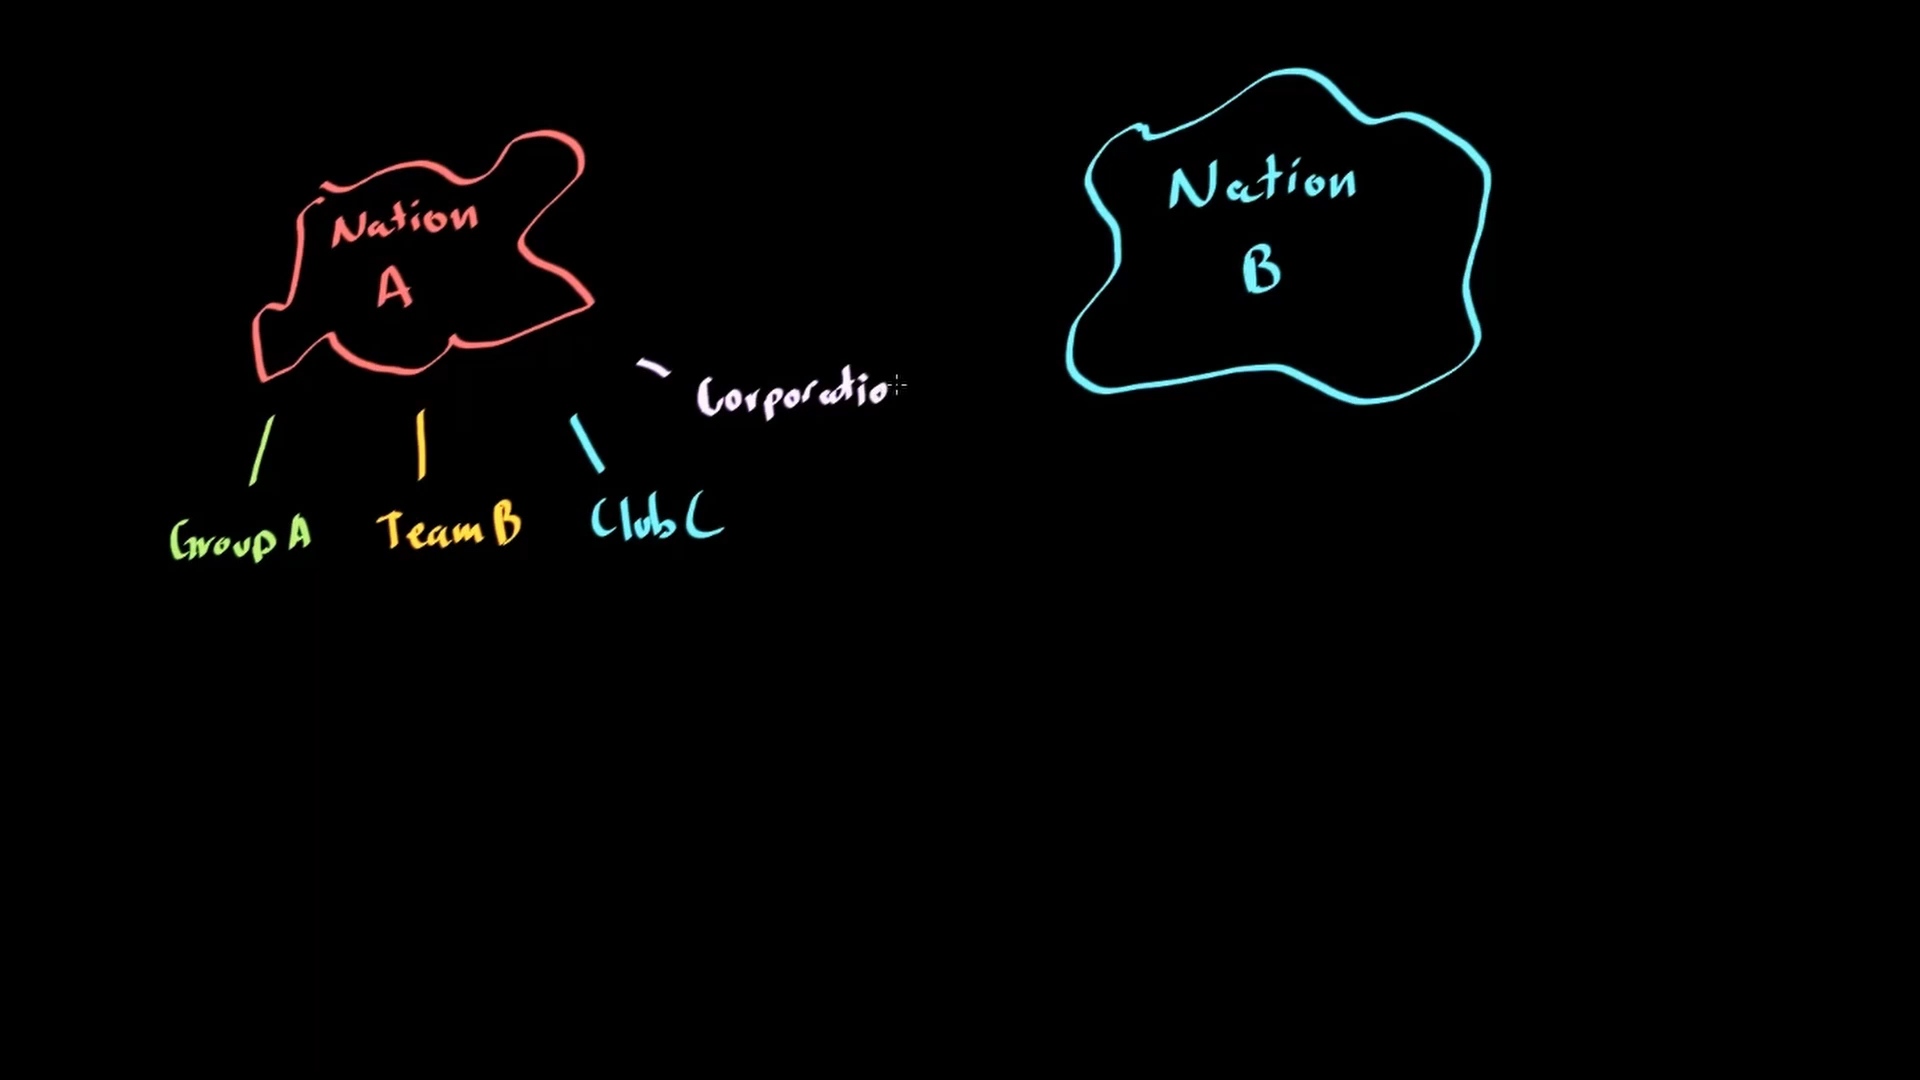 Nation
A
Nation
B
Corporatio
Group A
Team B
Club C